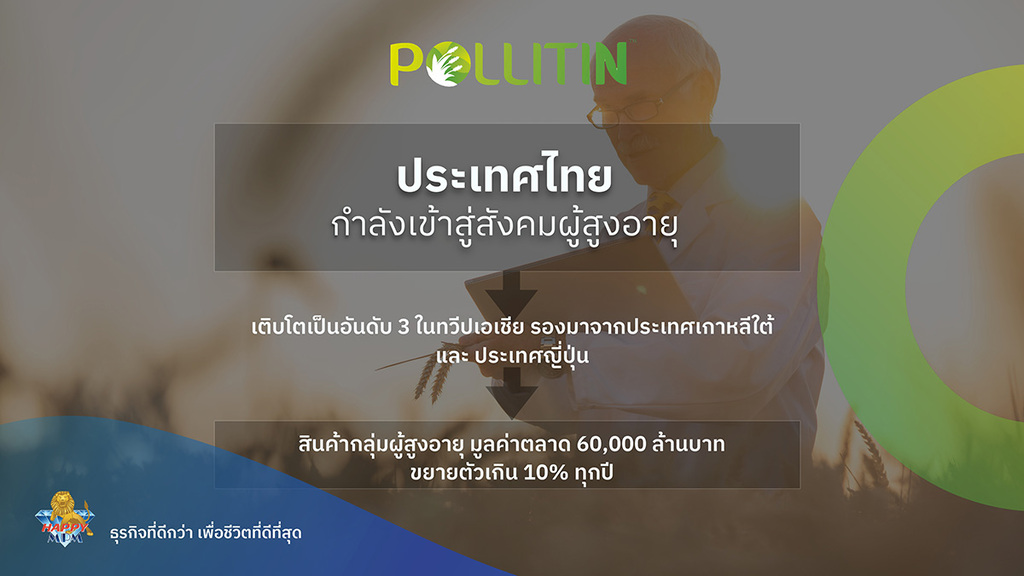 POLLITIN
ประเทศไทย
กำลังเข้าสู่สังคมผู้สูงอายุ
เติบโตเป็นอันดับ 3 ในทวีปเอเชีย รองมาจากประเทศเกาหลีใต้
และ ประเทศญี่ปุ่น
สินค้ากลุ่มผู้สูงอายุ มูลค่าตลาด 60,000 ล้านบาท
ขยายตัวเกิน 10% ทุกปี
HAPPY
MPM
ธุรกิจที่ดีกว่า เพื่อชีวิตที่ดีที่สุด